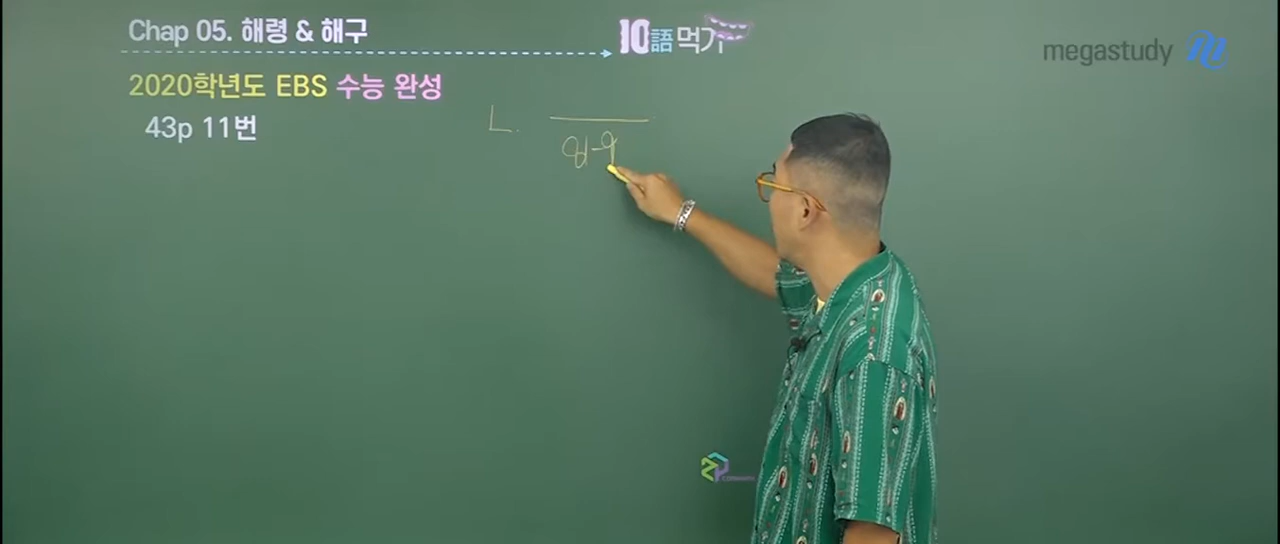 Chap 05. 해령 & 해구
10語먹기
megastudy
2020학년도 EBS 수능 완성
43p 11번
ㄴ.